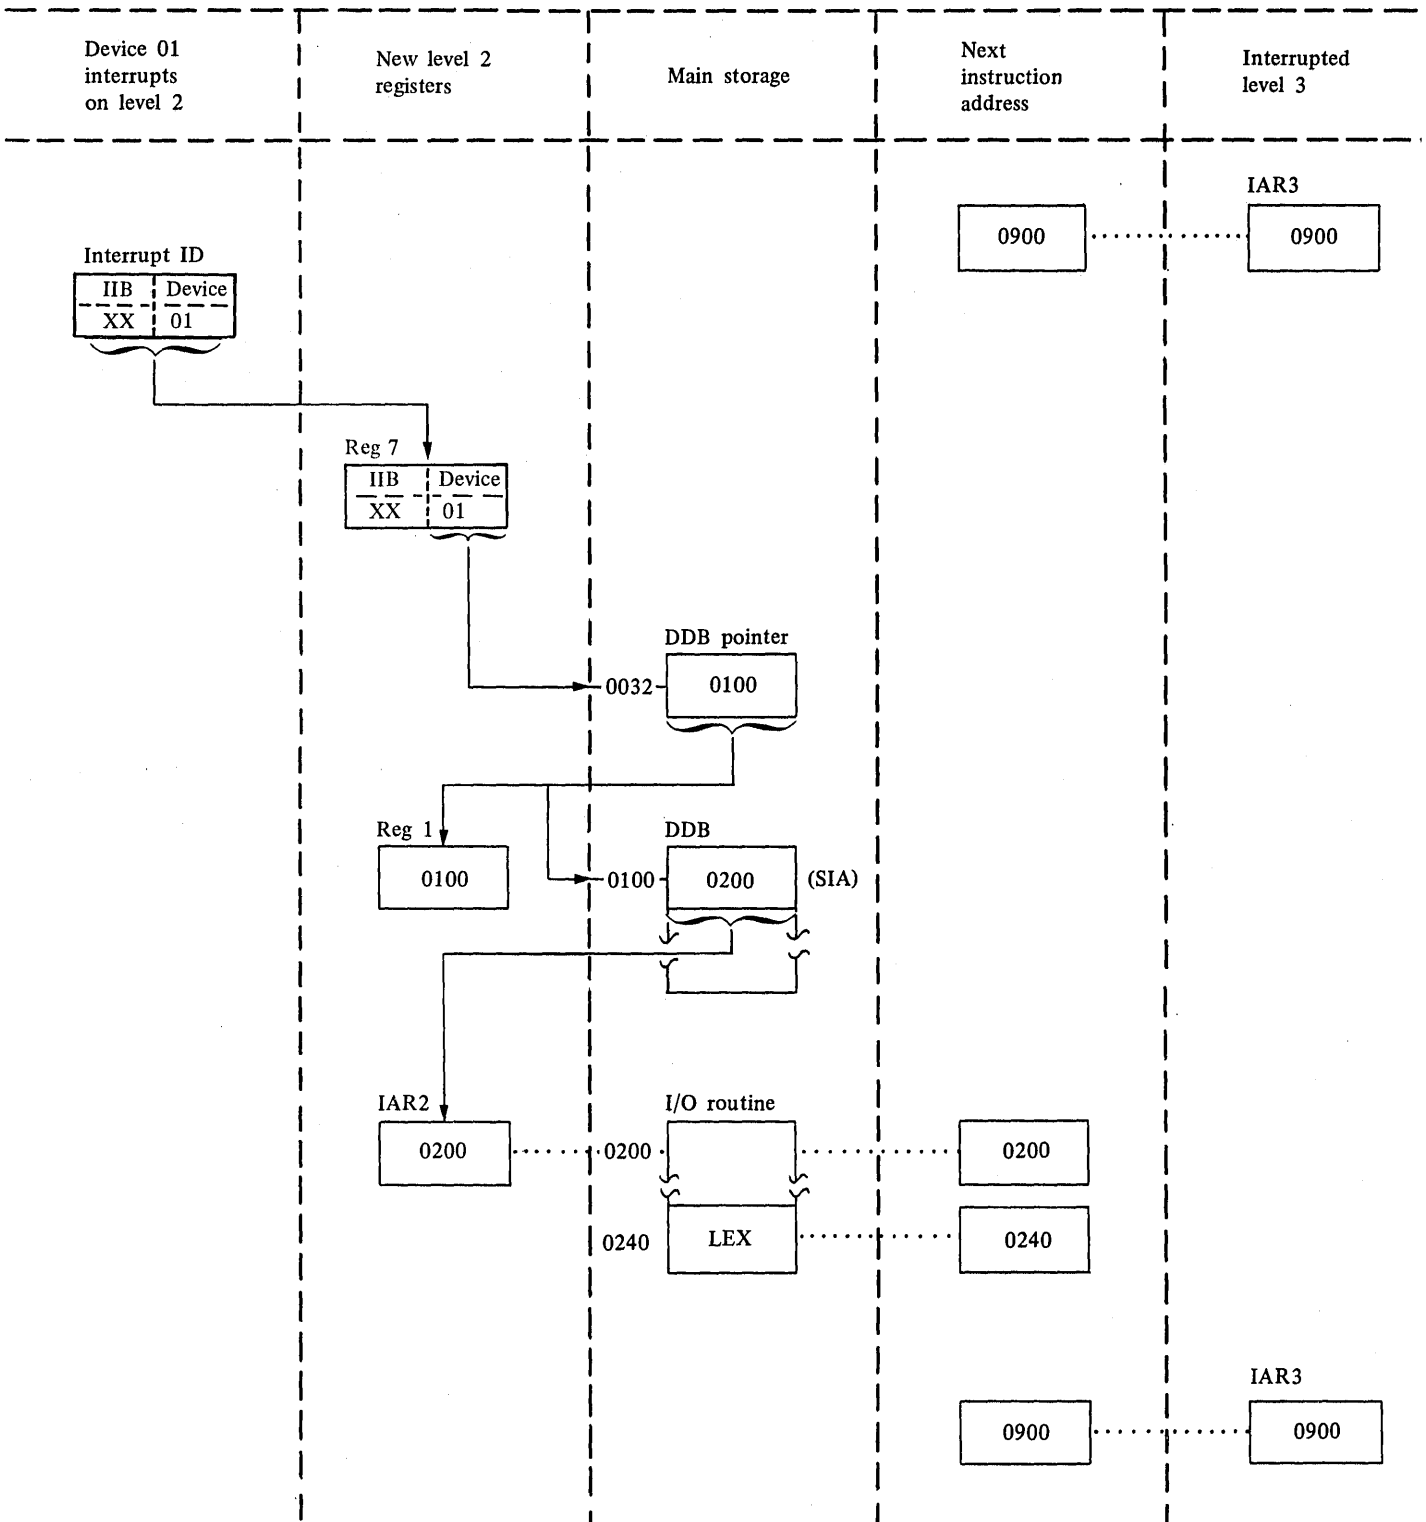 Device 01
interrupts
on level 2
New level 2
registers
Main storage
Next
instruction
address
Interrupted
level 3
IAR3
0900
0900
Interrupt ID
IIB Device
XX 01
Reg 7
IIB Device
XX 01
DDB pointer
0032
0100
Reg 1
0100
DDB
0100
0200
(SIA)
IAR2
0200
I/O routine
0200
0200
0240
LEX
0240
IAR3
0900
0900